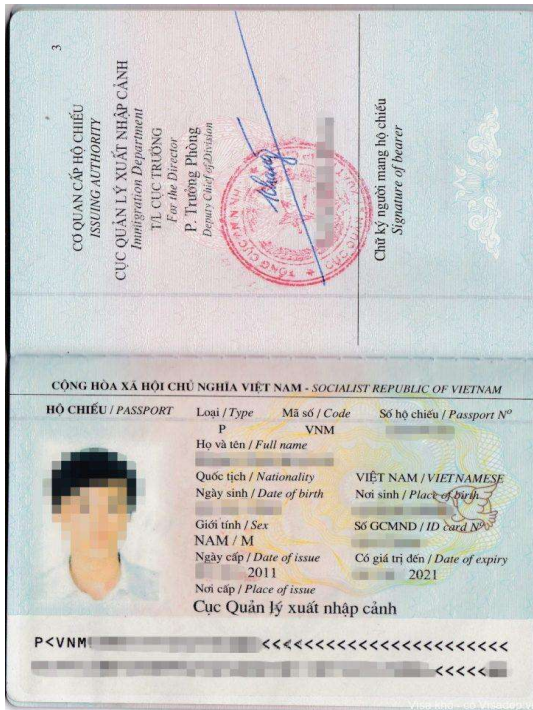 3
CƠ QUAN CẤP HỘ CHIẾU
ISSUING AUTHORITY
CỤC QUẢN LÝ XUẤT NHẬP CẢNH
Immigration Department
T/L CỤC TRƯỞNG
For the Director
P. Trưởng Phòng
Deputy Chief of Division
TỔNG CỤC
Chữ ký người mang hộ chiếu
Signature of bearer
CỘNG HÒA XÃ HỘI CHỦ NGHĨA VIỆT NAM - SOCIALIST REPUBLIC OF VIETNAM
HỘ CHIẾU / PASSPORT Loại / Type Mã số / Code Số hộ chiếu / Passport Nº
P VNM
Họ và tên / Full name
Quốc tịch / Nationality VIỆT NAM / VIETNAMESE
Ngày sinh / Date of birth Nơi sinh / Place of birth
Giới tính / Sex Số GCMND / ID card Nº
NAM / M
Ngày cấp / Date of issue Có giá trị đến / Date of expiry
2011 2021
Nơi cấp / Place of issue
Cục Quản lý xuất nhập cảnh
P<VNM <<<<<<<<<<<<<<<<<<<<<<<
<<<<<